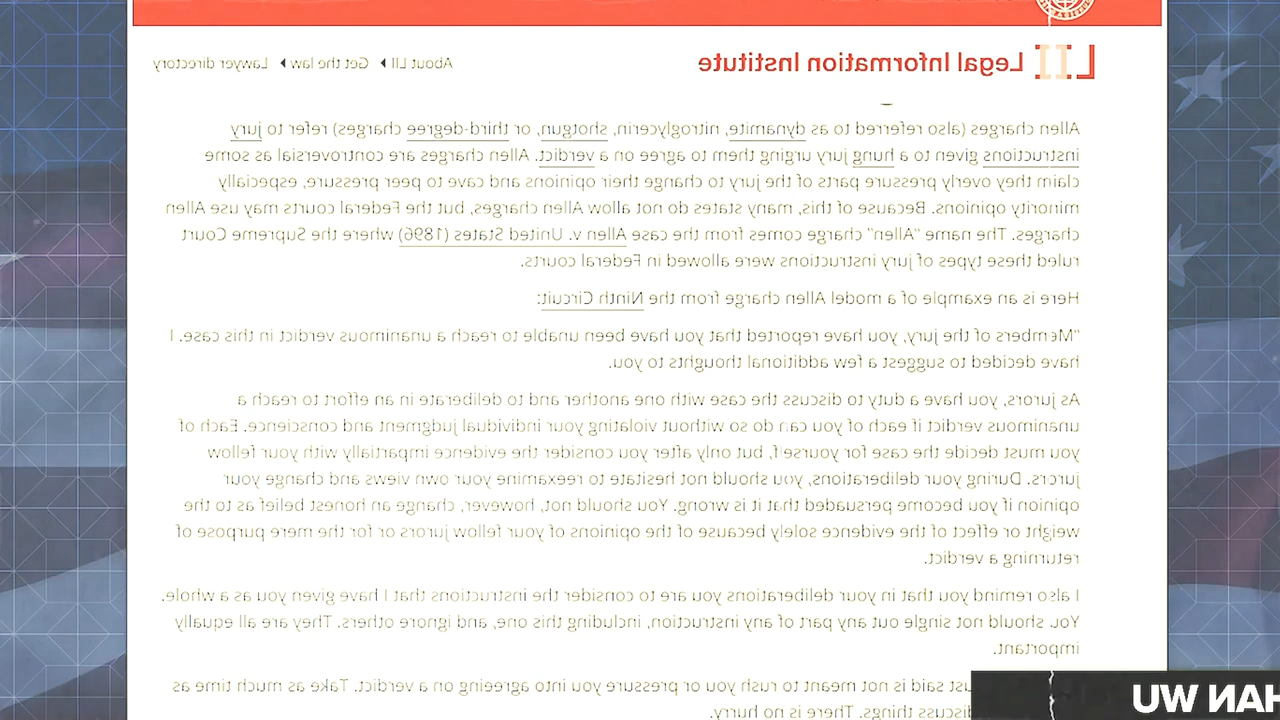 LII Legal Information Institute
About LII ▸ Get the law ▸ Lawyer directory
Allen charges (also referred to as dynamite, nitroglycerin, shotgun, or third-degree charges) refer to jury
instructions given to a hung jury urging them to agree on a verdict. Allen charges are controversial as some
claim they overly pressure parts of the jury to change their opinions and cave to peer pressure, especially
minority opinions. Because of this, many states do not allow Allen charges, but the Federal courts may use Allen
charges. The name “Allen” charge comes from the case Allen v. United States (1896) where the Supreme Court
ruled these types of jury instructions were allowed in Federal courts.
Here is an example of a model Allen charge from the Ninth Circuit:
“Members of the jury, you have reported that you have been unable to reach a unanimous verdict in this case. I
have decided to suggest a few additional thoughts to you.
As jurors, you have a duty to discuss the case with one another and to deliberate in an effort to reach a
unanimous verdict if each of you can do so without violating your individual judgment and conscience. Each of
you must decide the case for yourself, but only after you consider the evidence impartially with your fellow
jurors. During your deliberations, you should not hesitate to reexamine your own views and change your
opinion if you become persuaded that it is wrong. You should not, however, change an honest belief as to the
weight or effect of the evidence solely because of the opinions of your fellow jurors or for the mere purpose of
returning a verdict.
I also remind you that in your deliberations you are to consider the instructions that I have given you as a whole.
You should not single out any part of any instruction, including this one, and ignore others. They are all equally
important.
just said is not meant to rush you or pressure you into agreeing on a verdict. Take as much time as
discuss things. There is no hurry.
HAN WU